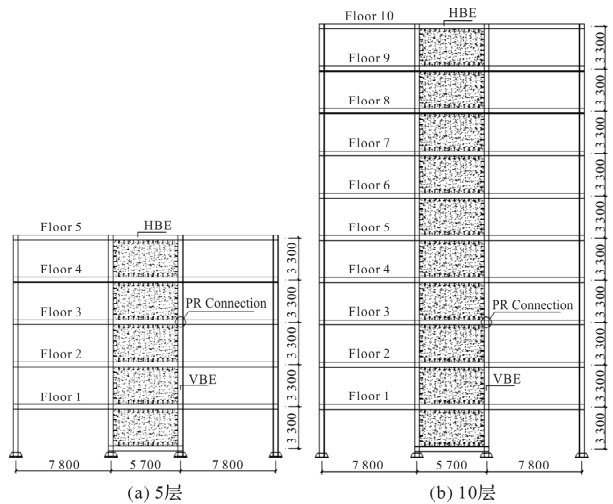 Floor 5
HBE
Floor 4
Floor 3
PR Connection
Floor 2
VBE
Floor 1
3 300
3 300
3 300
3 300
3 300
7 800
5 700
7 800
(a) 5层
Floor 10
HBE
Floor 9
Floor 8
Floor 7
Floor 6
Floor 5
Floor 4
Floor 3
PR Connection
Floor 2
VBE
Floor 1
3 300
3 300
3 300
3 300
3 300
3 300
3 300
3 300
3 300
3 300
7 800
5 700
7 800
(b) 10层